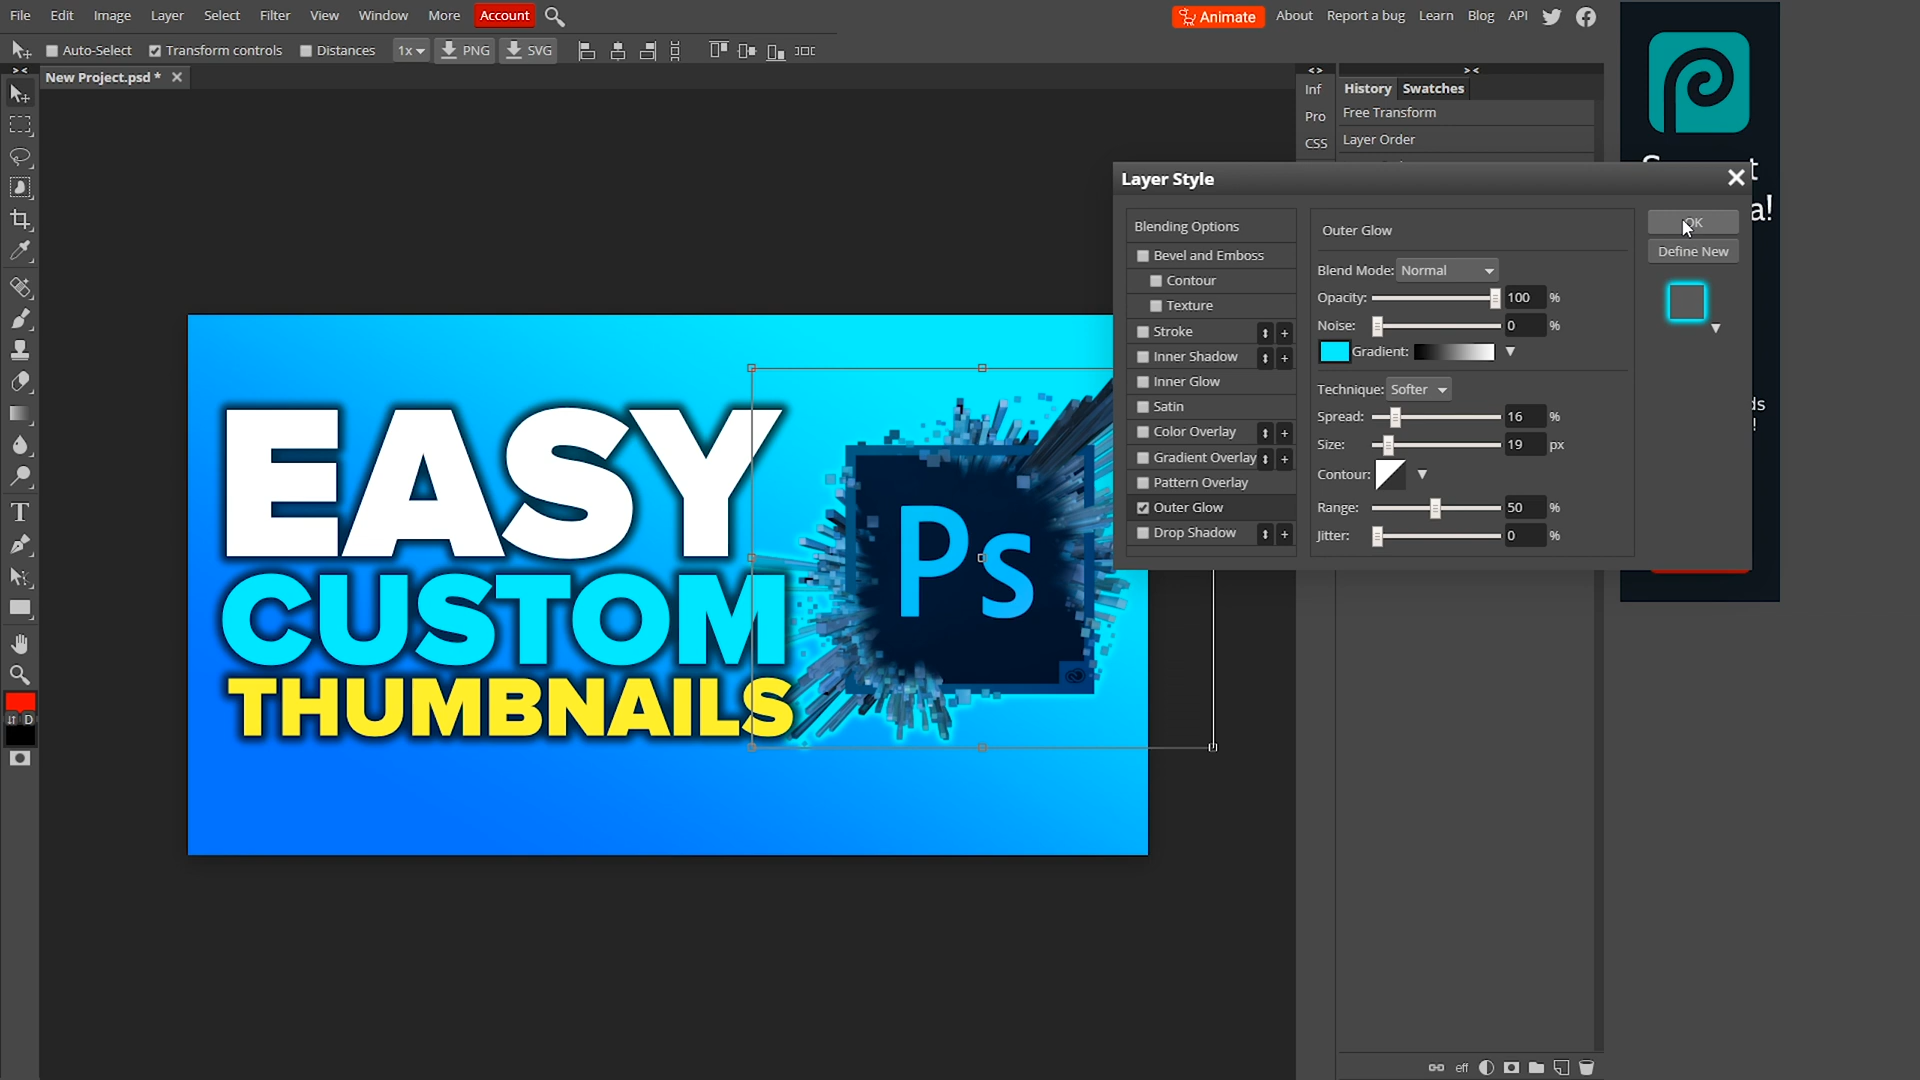 File Edit Image Layer Select Filter View Window More Account
Animate About Report a bug Learn Blog API
Auto-Select Transform controls Distances 1x PNG SVG
New Project.psd *
Inf
Pro
CSS
History Swatches
Free Transform
Layer Order
Layer Style
OK
Define New
Blending Options
Bevel and Emboss
Contour
Texture
Stroke
Inner Shadow
Inner Glow
Satin
Color Overlay
Gradient Overlay
Pattern Overlay
Outer Glow
Drop Shadow
Outer Glow
Blend Mode: Normal
Opacity: 100 %
Noise: 0 %
Gradient:
Technique: Softer
Spread: 16 %
Size: 19 px
Contour:
Range: 50 %
Jitter: 0 %
EASY
CUSTOM
THUMBNAILS
Ps
T
D
eff